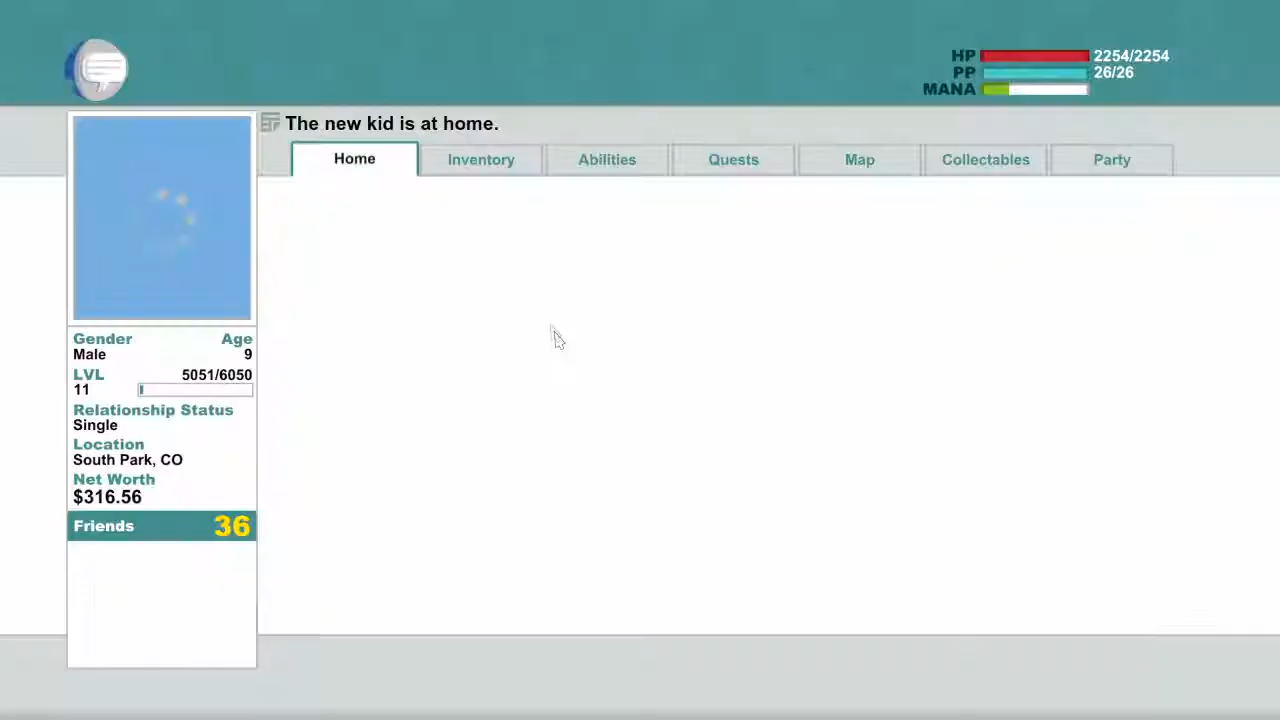 HP 2254/2254
PP 26/26
MANA
The new kid is at home.
Home Inventory Abilities Quests Map Collectables Party
Gender Age
Male 9
LVL 5051/6050
11
Relationship Status
Single
Location
South Park, CO
Net Worth
$316.56
Friends 36